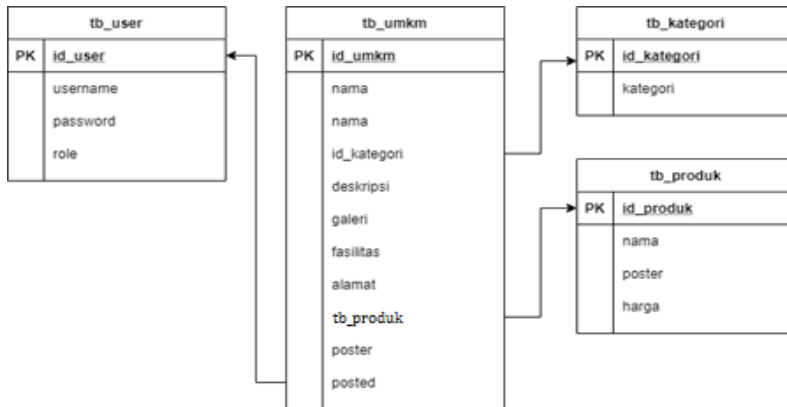 tb_user
PK id_user
username
password
role
tb_umkm
PK id_umkm
nama
nama
id_kategori
deskripsi
galeri
fasilitas
alamat
tb_produk
poster
posted
tb_kategori
PK id_kategori
kategori
tb_produk
PK id_produk
nama
poster
harga